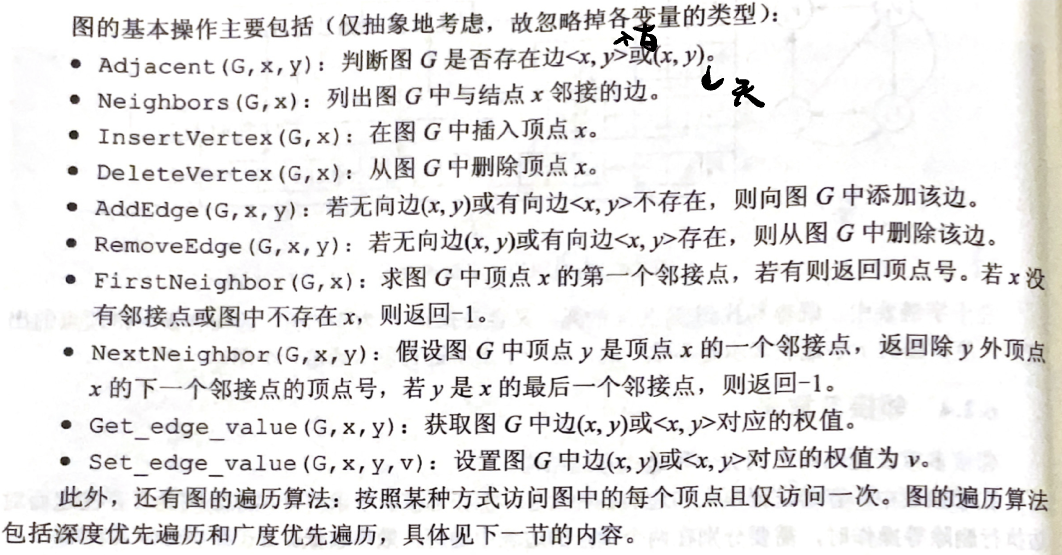 图的基本操作主要包括（仅抽象地考虑，故忽略掉各变量的类型）：
有
● Adjacent(G,x,y)：判断图 G 是否存在边<x, y>或(x, y)。
无
● Neighbors(G,x)：列出图 G 中与结点 x 邻接的边。
● InsertVertex(G,x)：在图 G 中插入顶点 x。
● DeleteVertex(G,x)：从图 G 中删除顶点 x。
● AddEdge(G,x,y)：若无向边(x, y)或有向边<x, y>不存在，则向图 G 中添加该边。
● RemoveEdge(G,x,y)：若无向边(x, y)或有向边<x, y>存在，则从图 G 中删除该边。
● FirstNeighbor(G,x)：求图 G 中顶点 x 的第一个邻接点，若有则返回顶点号。若 x 没
有邻接点或图中不存在 x，则返回-1。
● NextNeighbor(G,x,y)：假设图 G 中顶点 y 是顶点 x 的一个邻接点，返回除 y 外顶点
x 的下一个邻接点的顶点号，若 y 是 x 的最后一个邻接点，则返回-1。
● Get_edge_value(G,x,y)：获取图 G 中边(x, y)或<x, y>对应的权值。
● Set_edge_value(G,x,y,v)：设置图 G 中边(x, y)或<x, y>对应的权值为 v。
此外，还有图的遍历算法：按照某种方式访问图中的每个顶点且仅访问一次。图的遍历算法
包括深度优先遍历和广度优先遍历，具体见下一节的内容。